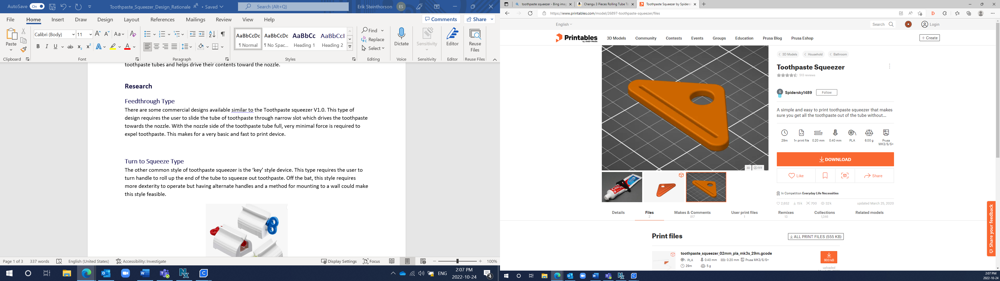 AutoSave On Toothpaste_Squeezer_Design_Rationale • Saved Search (Alt+Q) Erik Steinthorson ES
File Home Insert Draw Design Layout References Mailings Review View Help Comments Share
Paste Calibri (Body) 11 Aa
AaBbCcDc AaBbCcDc AaBbCc AaBbCcI
¶ Normal ¶ No Spac... Heading 1 Heading 2
Find
Replace
Select
Dictate Sensitivity Editor Reuse Files
Clipboard Font Paragraph Styles Editing Voice Sensitivity Editor Reuse Files
toothpaste tubes and helps drive their contents toward the nozzle.
Research
Feedthrough Type
There are some commercial designs available similar to the Toothpaste squeezer V1.0. This type of
design requires the user to slide the tube of toothpaste through narrow slot which drives the toothpaste
towards the nozzle. With the nozzle side of the toothpaste tube full, very minimal force is required to
expel toothpaste. This makes for a very basic and fast to print device.
Turn to Squeeze Type
The other common style of toothpaste squeezer is the ‘key’ style device. This type requires the user to
turn handle to roll up the end of the tube to squeeze out toothpaste. Off the bat, this style requires
more dexterity to operate but having alternate handles and a method for mounting to a wall could make
this style feasible.
Page 1 of 3 337 words English (United States) Accessibility: Investigate Display Settings Focus 100%
ENG 2:07 PM
2022-10-24 4
toothpaste squeezer - Bing imag Chengu 3 Pieces Rolling Tube To Toothpaste Squeezer by Spidersk
https://www.printables.com/model/26897-toothpaste-squeezer/files
English Search Login
Printables by JOSEF PRUSA 3D Models Community Contests Events Groups Education Prusa Blog Prusa Eshop Create
3D Models Household Bathroom
Toothpaste Squeezer
513 reviews
S 8 Spidersky1489 Follow
A simple and easy to print toothpaste squeezer that makes
sure you get all the toothpaste out of the tube without...
29m 1x print file 0.20 mm 0.40 mm PLA 6.00 g Prusa MK3/S/S+
DOWNLOAD
Like Share
3D FFF
In Competition Everyday Life Necessities
2,652 15k 700 32k updated March 25, 2020
Details Files Makes & Comments User print files Remixes Collections Related models
2 817 1 13 1,346
Share your feedback
Print files ALL PRINT FILES (555 KB)
toothpaste_squeezer_02mm_pla_mk3s_29m.gcode
PLA 0.40 mm 0.20 mm Prusa MK3/S/S+
29m 5 g
903 kB
uploaded
2:07 PM
2022-10-24